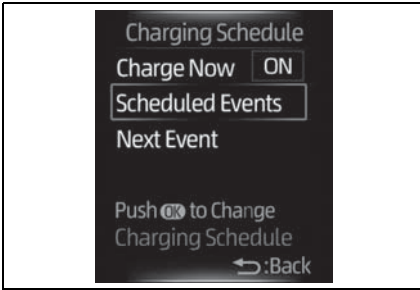 Charging Schedule
Charge Now ON
Scheduled Events
Next Event
Push OK to Change
Charging Schedule
:Back